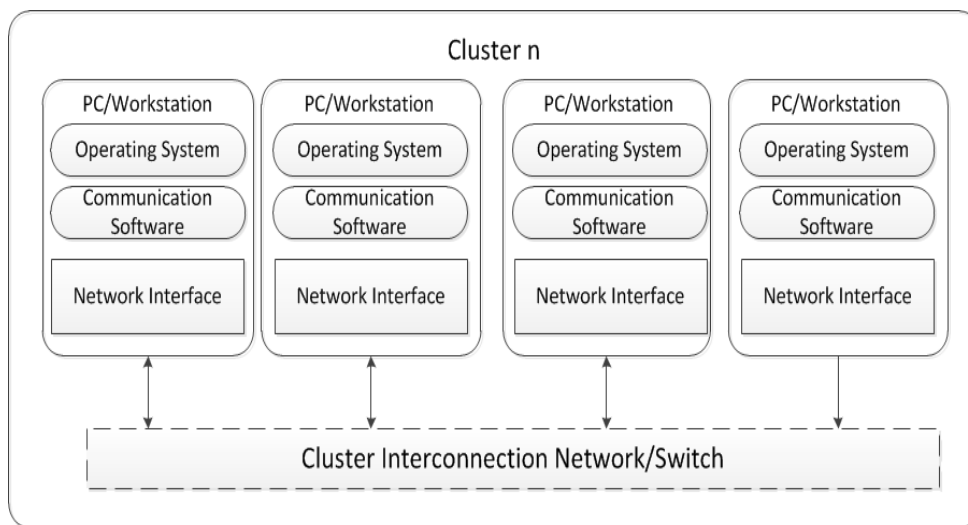 Cluster n
PC/Workstation
Operating System
Communication
Software
Network Interface
PC/Workstation
Operating System
Communication
Software
Network Interface
PC/Workstation
Operating System
Communication
Software
Network Interface
PC/Workstation
Operating System
Communication
Software
Network Interface
Cluster Interconnection Network/Switch